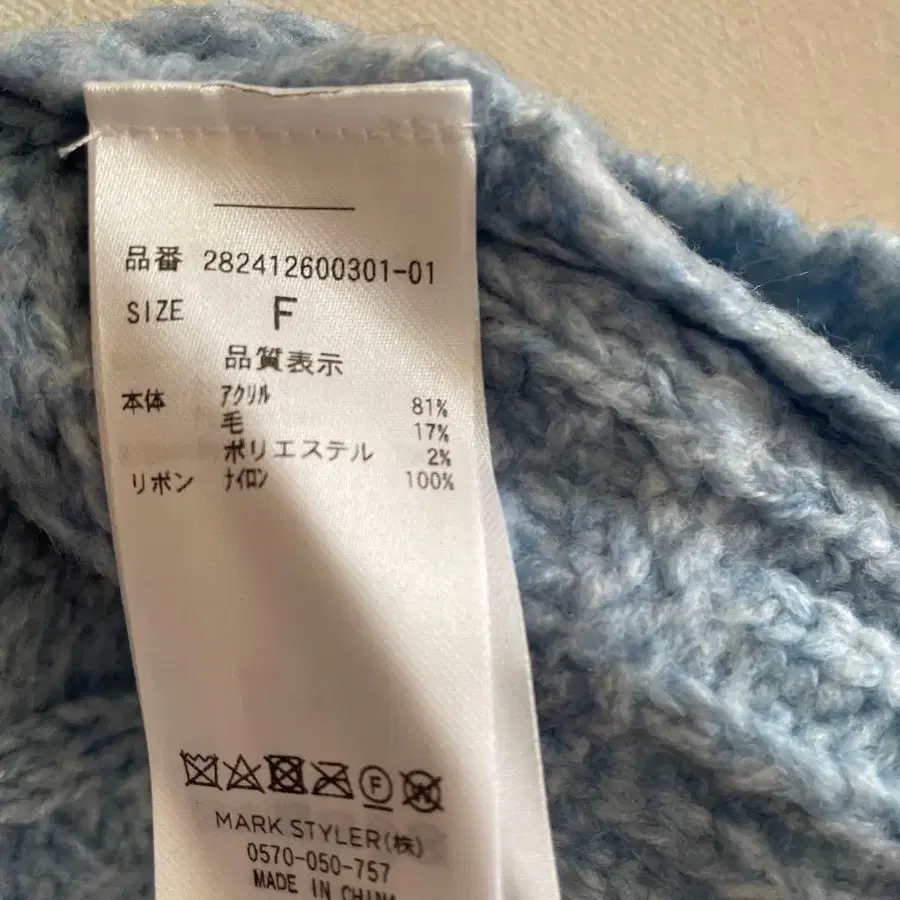 品番 282412600301-01
SIZE F
品質表示
本体 アクリル 81%
毛 17%
ポリエステル 2%
リボン ナイロン 100%
F W
MARK STYLER(株)
0570-050-757
MADE IN CHINA